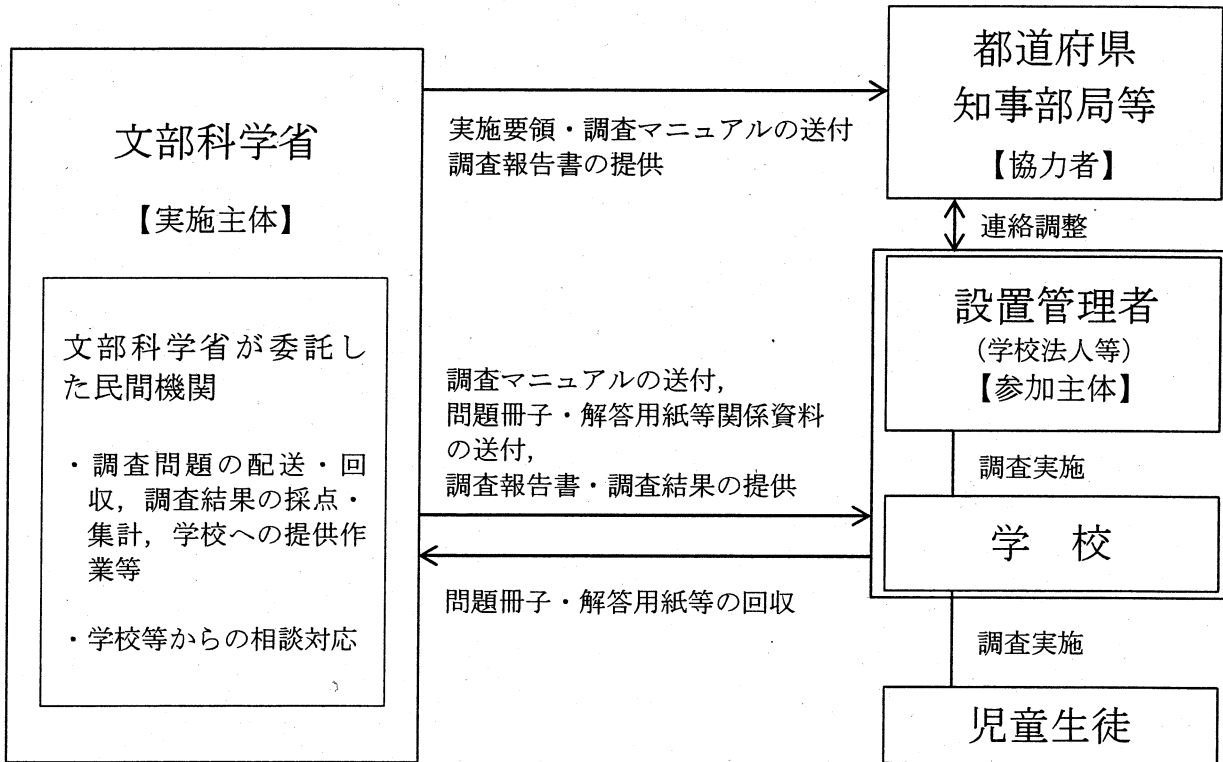 文部科学省
【実施主体】
文部科学省が委託し
た民間機関
・調査問題の配送・回
収，調査結果の採点・
集計，学校への提供作
業等
・学校等からの相談対応
実施要領・調査マニュアルの送付
調査報告書の提供
調査マニュアルの送付，
問題冊子・解答用紙等関係資料
の送付，
調査報告書・調査結果の提供
問題冊子・解答用紙等の回収
都道府県
知事部局等
【協力者】
連絡調整
設置管理者
（学校法人等）
【参加主体】
調査実施
学　校
調査実施
児童生徒